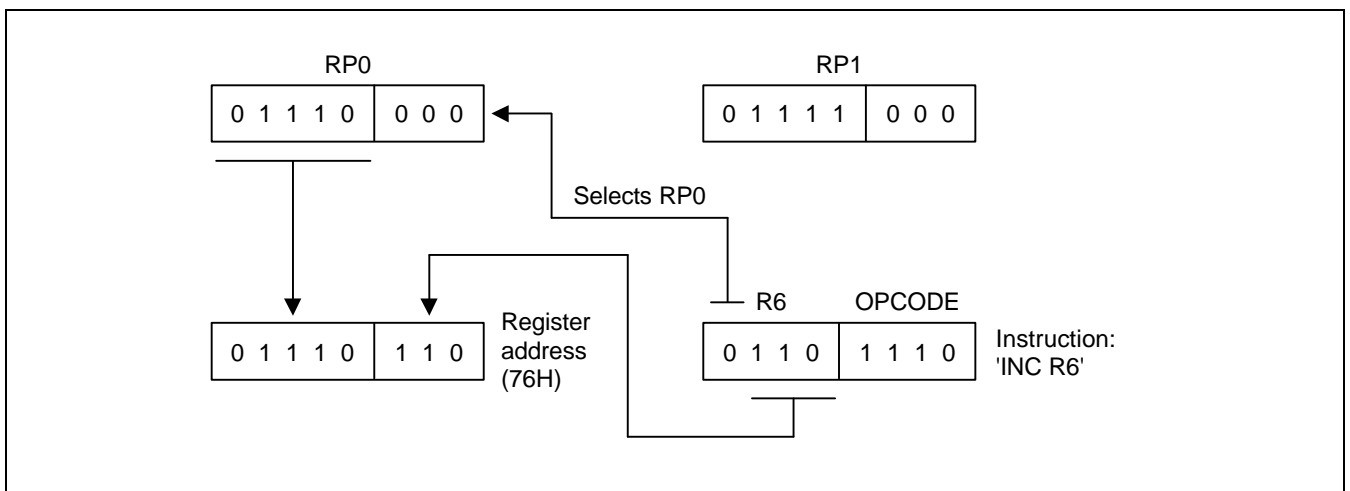 RP0
RP1
0 1 1 1 0 0 0 0
0 1 1 1 1 0 0 0
Selects RP0
R6 OPCODE
0 1 1 1 0 1 1 0
Register
address
(76H)
0 1 1 0 1 1 1 0
Instruction:
'INC R6'